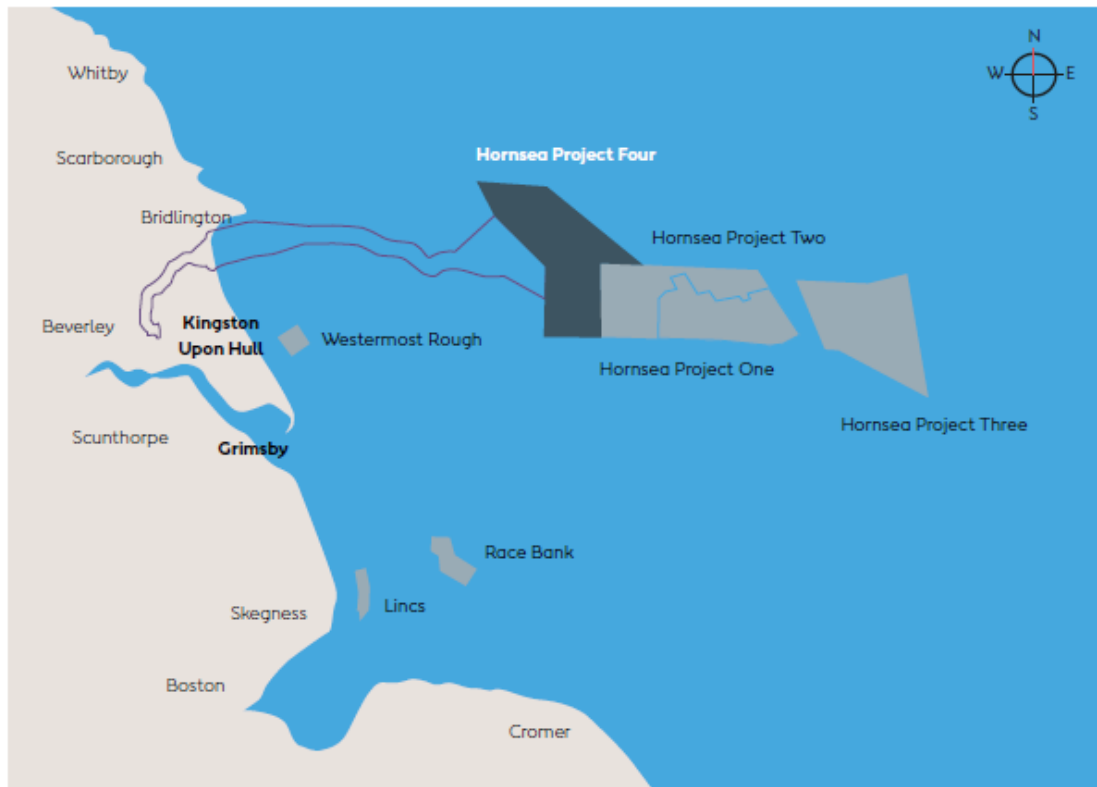 N
W E
S
Whitby
Scarborough
Hornsea Project Four
Bridlington
Hornsea Project Two
Beverley
Kingston
Upon Hull
Westermost Rough
Hornsea Project One
Hornsea Project Three
Scunthorpe
Grimsby
Race Bank
Lincs
Skegness
Boston
Cromer